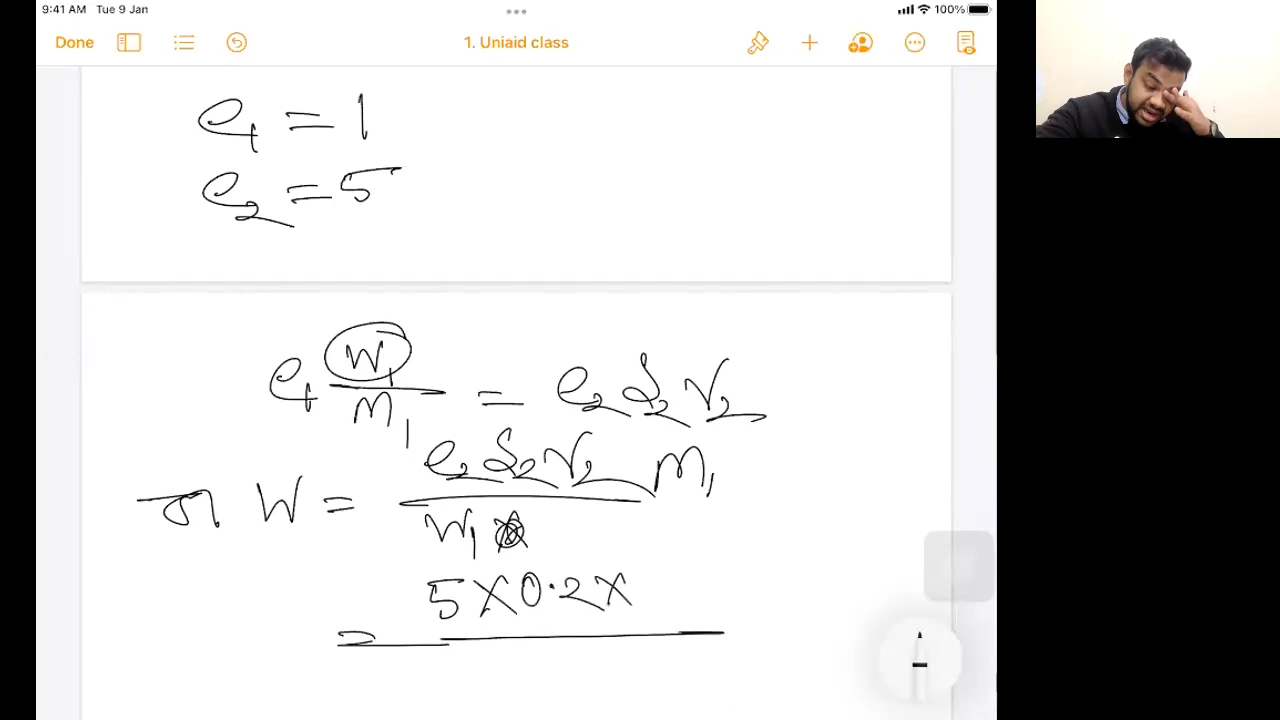 9:41 AM Tue 9 Jan
100%
Done
1. Uniaid class
e₁ = 1
e₂ = 5
e₁ W₁/M₁ = e₂ S₂ V₂
বা W = e₂ S₂ V₂ M₁ / W₁
= 5 × 0.2 ×